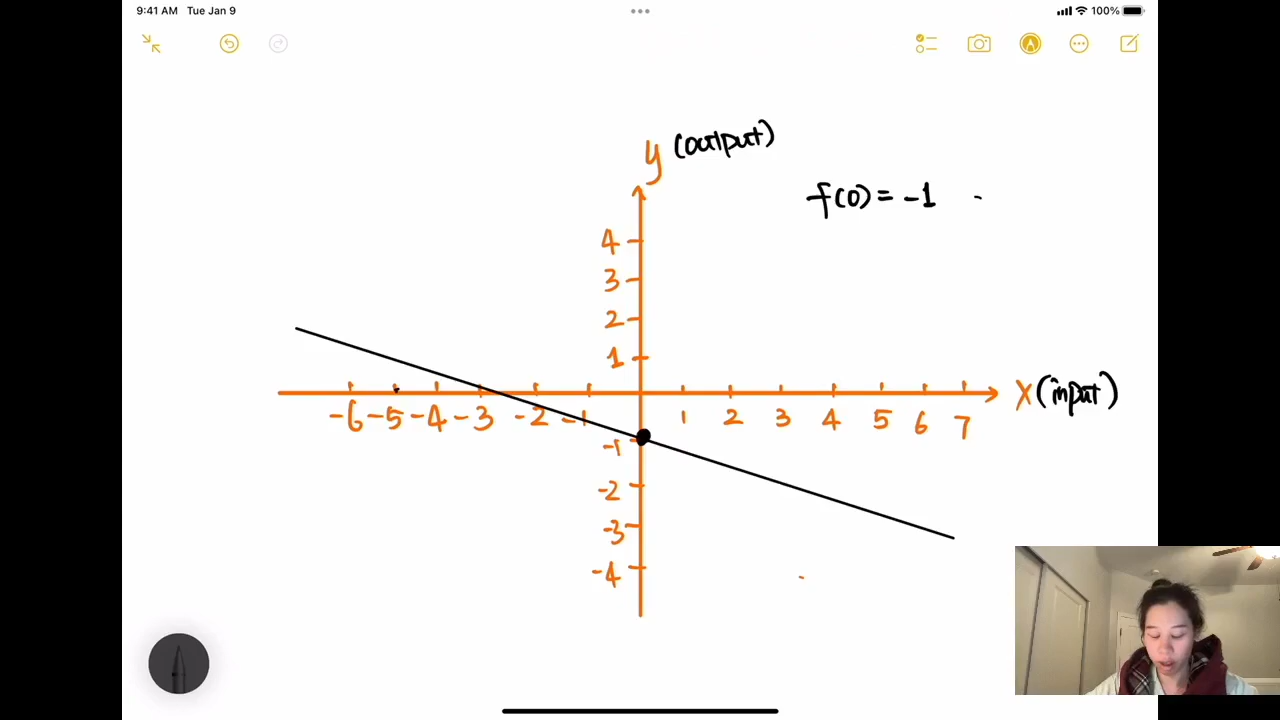 9:41 AM Tue Jan 9
100%
y (output)
f(0) = -1 -
4
3
2
1
x (input)
-6 -5 -4 -3 -2 -1 1 2 3 4 5 6 7
-1
-2
-3
-4